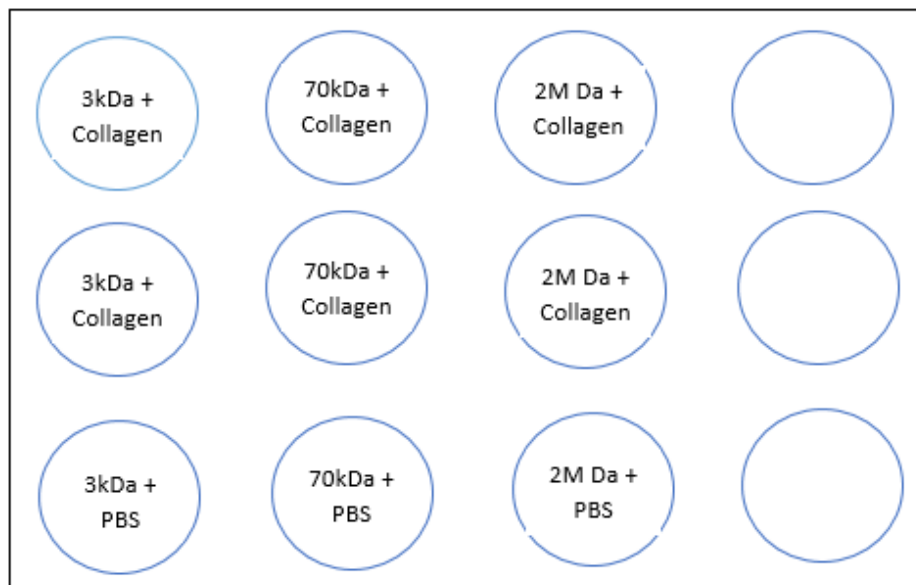 3kDa +
Collagen
70kDa +
Collagen
2M Da +
Collagen
3kDa +
Collagen
70kDa +
Collagen
2M Da +
Collagen
3kDa +
PBS
70kDa +
PBS
2M Da +
PBS